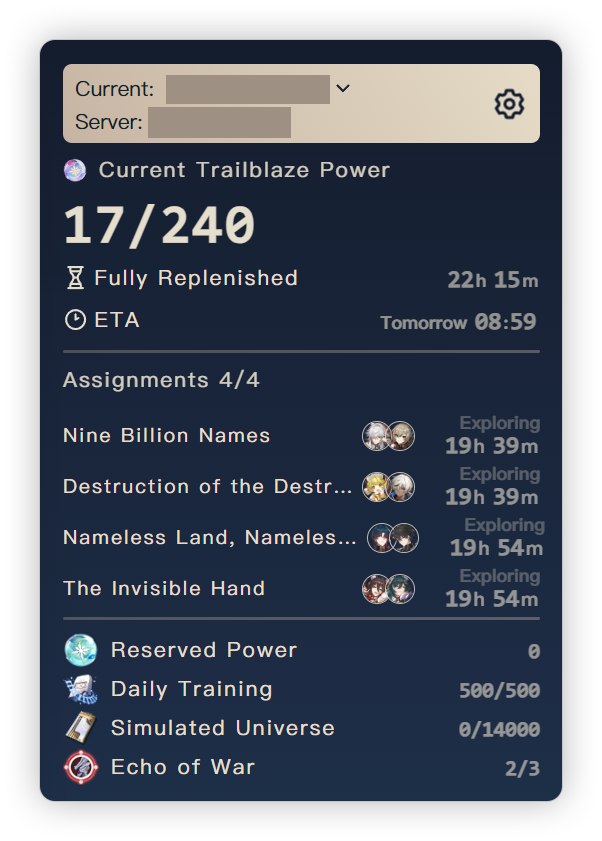 Current:
Server:
Current Trailblaze Power
17/240
Fully Replenished 22h 15m
ETA Tomorrow 08:59
Assignments 4/4
Nine Billion Names Exploring 19h 39m
Destruction of the Destr... Exploring 19h 39m
Nameless Land, Nameles... Exploring 19h 54m
The Invisible Hand Exploring 19h 54m
Reserved Power 0
Daily Training 500/500
Simulated Universe 0/14000
Echo of War 2/3